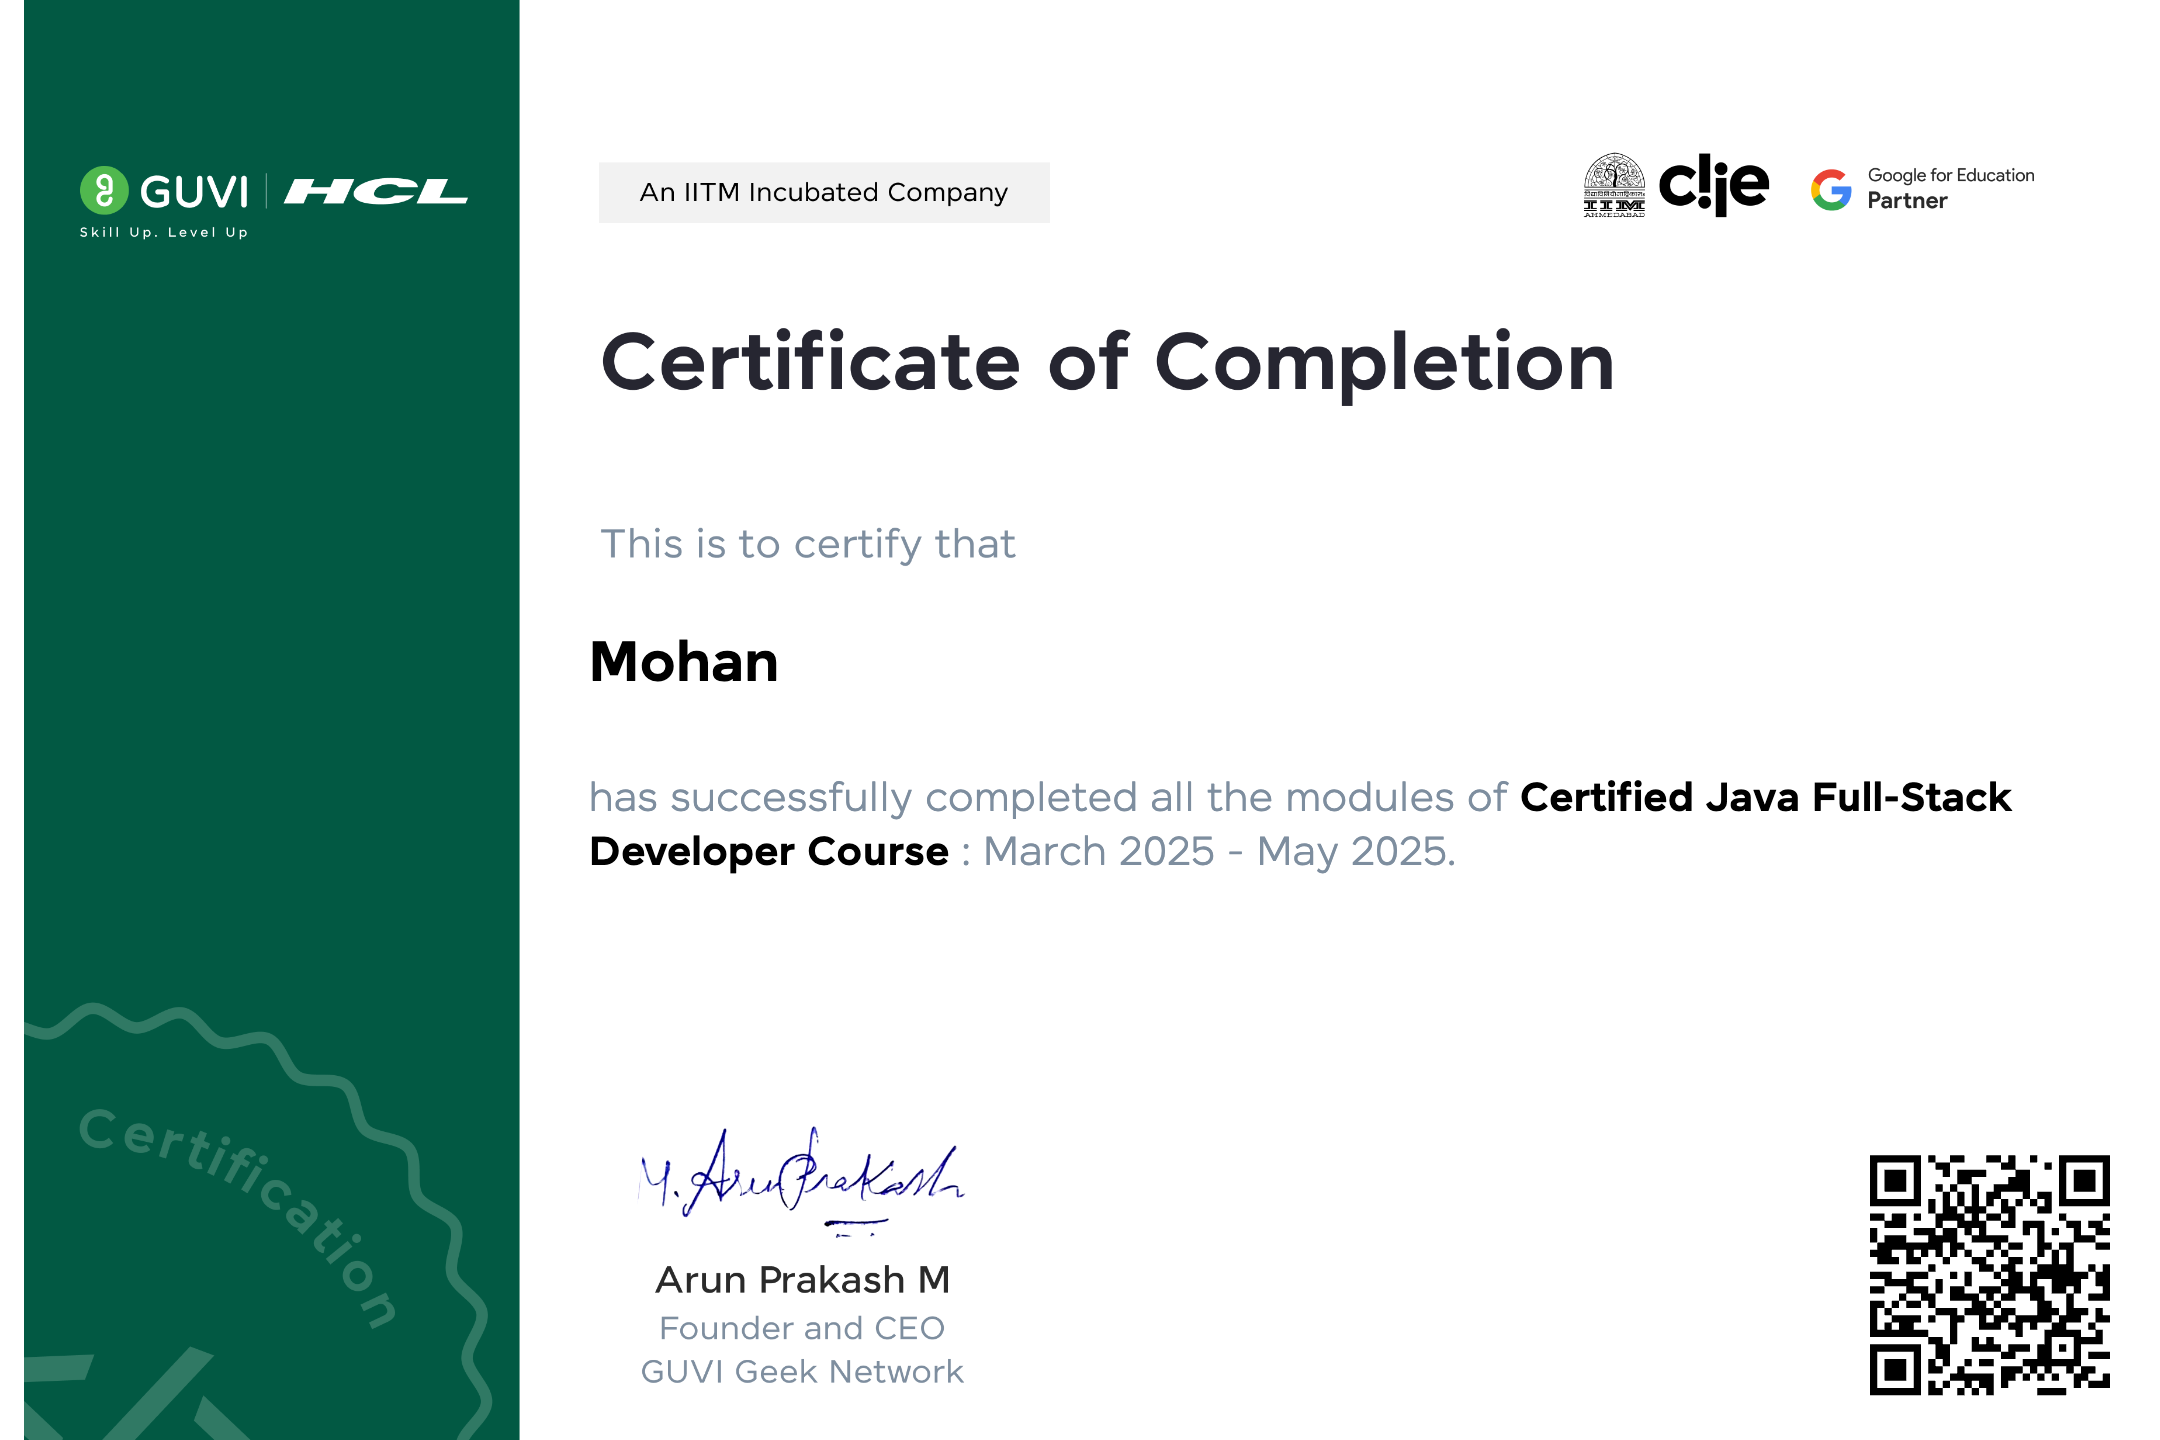 GUVI | HCL
Skill Up. Level Up
An IITM Incubated Company
IIM
AHMEDABAD
c!ie
Google for Education
Partner
Certificate of Completion
This is to certify that
Mohan
has successfully completed all the modules of Certified Java Full-Stack
Developer Course : March 2025 - May 2025.
Certification
M. Arun Prakash
Arun Prakash M
Founder and CEO
GUVI Geek Network